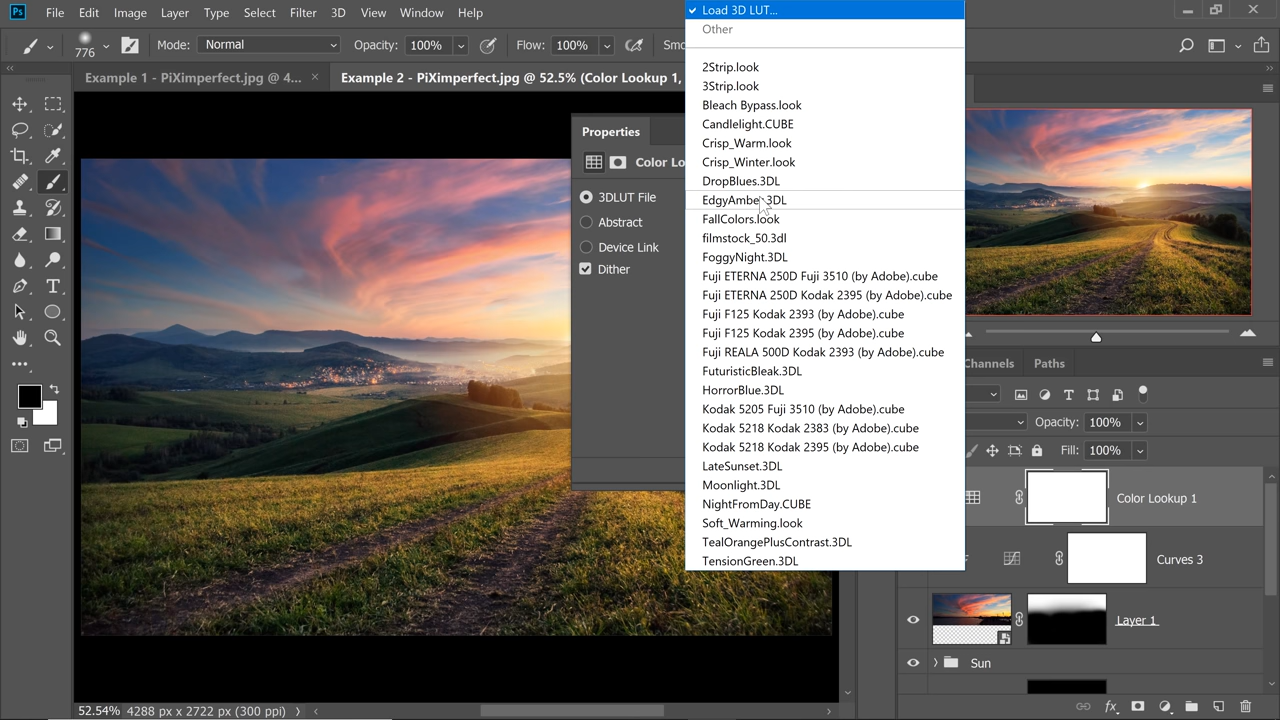 Ps File Edit Image Layer Type Select Filter 3D View Window Help
776 Mode: Normal Opacity: 100% Flow: 100%
Example 1 - PiXimperfect.jpg @ 4... × Example 2 - PiXimperfect.jpg @ 52.5% (Color Lookup 1,
Properties
Color Lo
3DLUT File
Abstract
Device Link
Dither
Load 3D LUT...
Other
2Strip.look
3Strip.look
Bleach Bypass.look
Candlelight.CUBE
Crisp_Warm.look
Crisp_Winter.look
DropBlues.3DL
EdgyAmber.3DL
FallColors.look
filmstock_50.3dl
FoggyNight.3DL
Fuji ETERNA 250D Fuji 3510 (by Adobe).cube
Fuji ETERNA 250D Kodak 2395 (by Adobe).cube
Fuji F125 Kodak 2393 (by Adobe).cube
Fuji F125 Kodak 2395 (by Adobe).cube
Fuji REALA 500D Kodak 2393 (by Adobe).cube
FuturisticBleak.3DL
HorrorBlue.3DL
Kodak 5205 Fuji 3510 (by Adobe).cube
Kodak 5218 Kodak 2383 (by Adobe).cube
Kodak 5218 Kodak 2395 (by Adobe).cube
LateSunset.3DL
Moonlight.3DL
NightFromDay.CUBE
Soft_Warming.look
TealOrangePlusContrast.3DL
TensionGreen.3DL
hannels Paths
Opacity: 100%
Fill: 100%
Color Lookup 1
Curves 3
Layer 1
Sun
52.54% 4288 px x 2722 px (300 ppi)